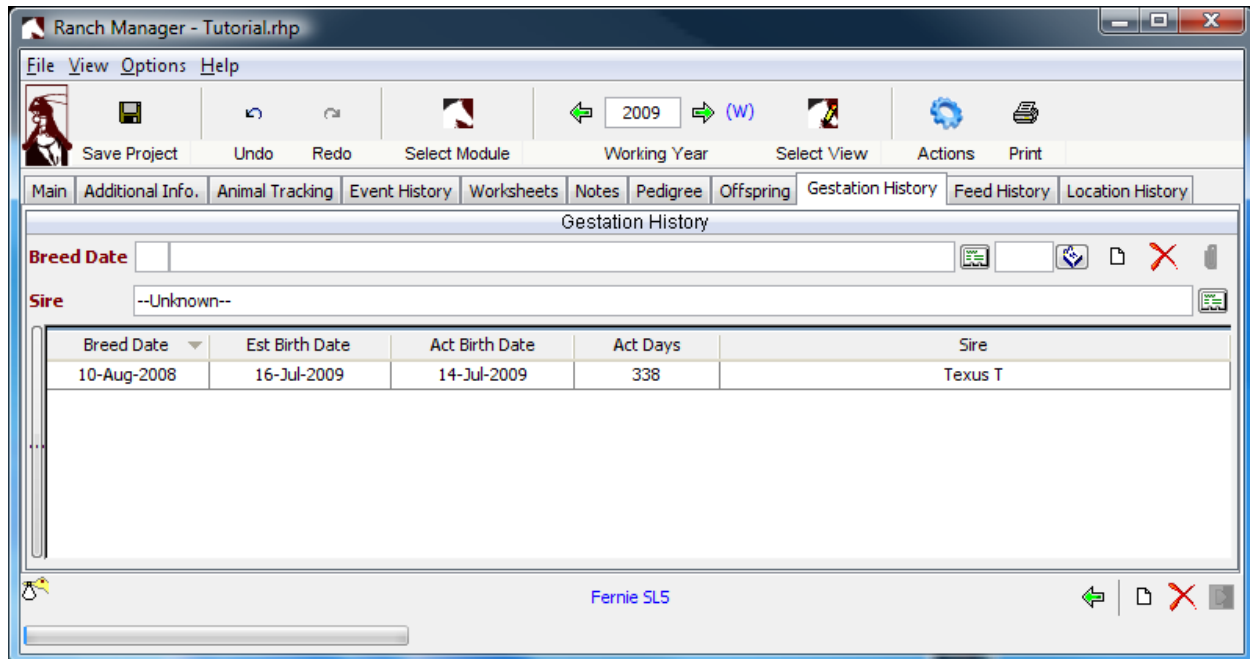 Ranch Manager - Tutorial.rhp
File View Options Help
2009 (W)
Save Project Undo Redo Select Module Working Year Select View Actions Print
Main Additional Info. Animal Tracking Event History Worksheets Notes Pedigree Offspring Gestation History Feed History Location History
Gestation History
Breed Date
Sire --Unknown--
Breed Date Est Birth Date Act Birth Date Act Days Sire
10-Aug-2008 16-Jul-2009 14-Jul-2009 338 Texus T
Fernie SL5